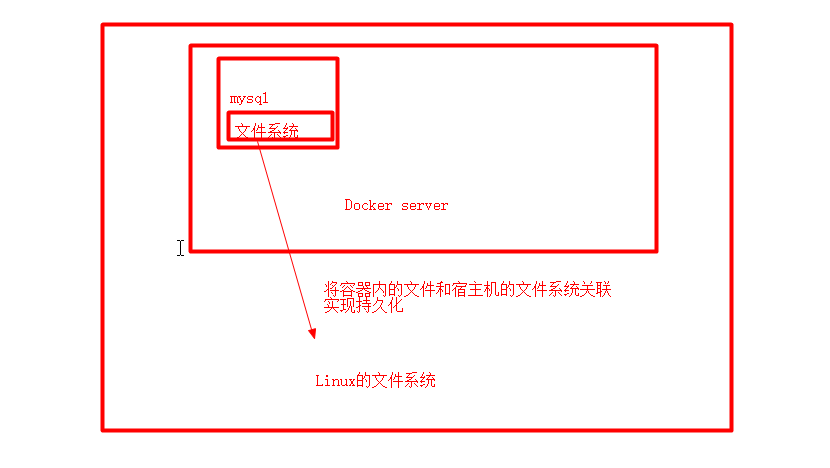 mysql
文件系统
Docker server
将容器内的文件和宿主机的文件系统关联
实现持久化
Linux的文件系统